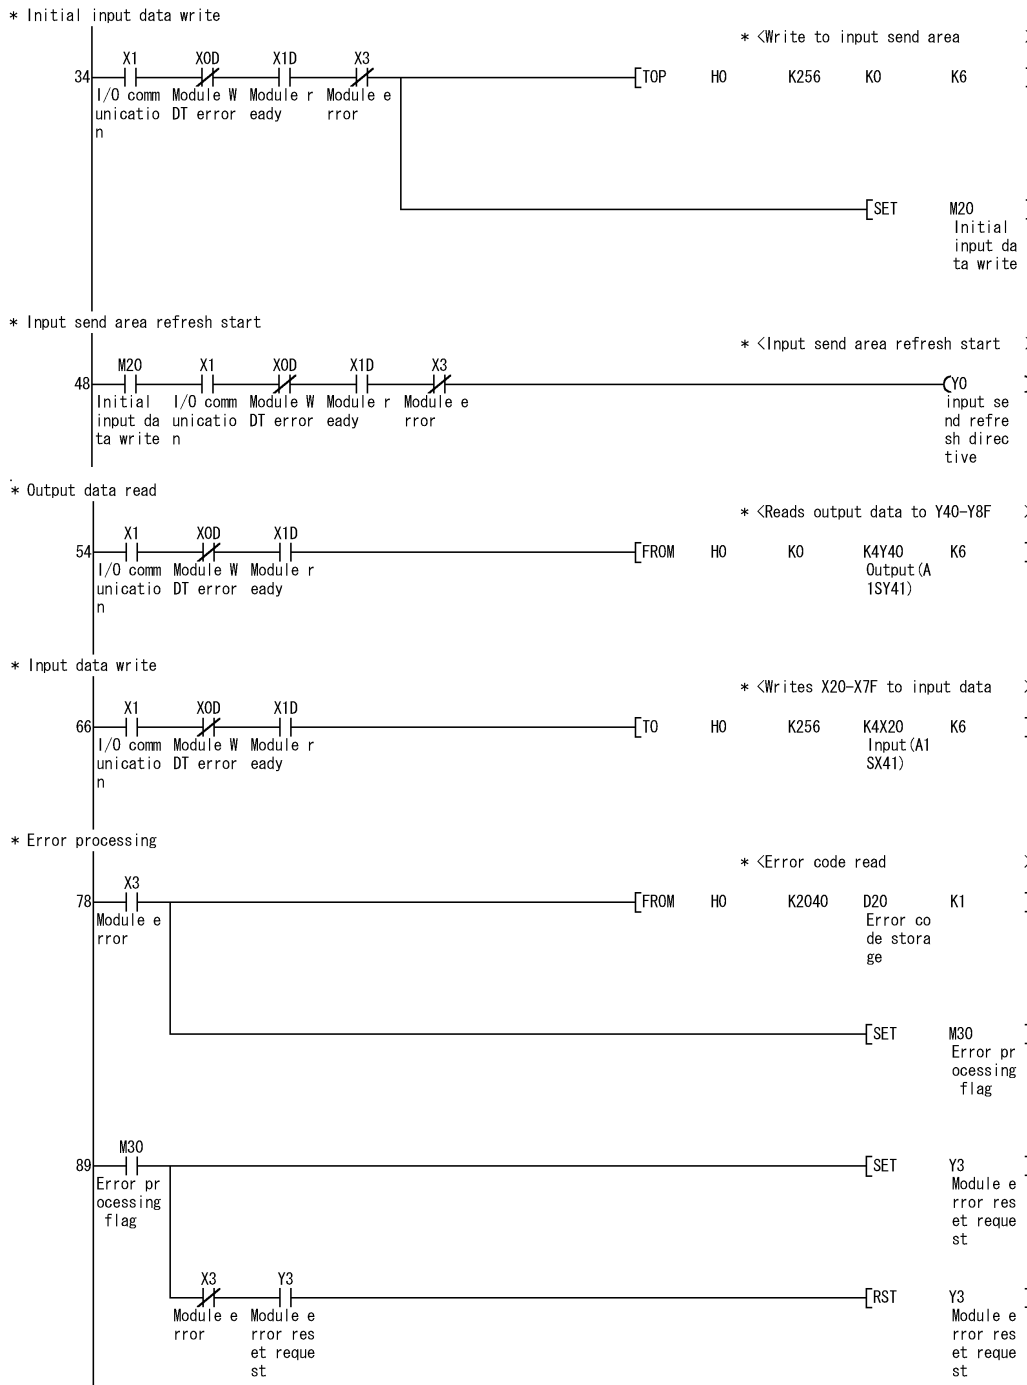 * Initial input data write
* <Write to input send area >
X1 X0D X1D X3
34 [TOP H0 K256 K0 K6 ]
I/O comm Module W Module r Module e
unicatio DT error eady rror
n
[SET M20 ]
Initial
input da
ta write
* Input send area refresh start
* <Input send area refresh start >
M20 X1 X0D X1D X3
48 (Y0 )
Initial I/O comm Module W Module r Module e input se
input da unicatio DT error eady rror nd refre
ta write n sh direc
tive
* Output data read
* <Reads output data to Y40-Y8F >
X1 X0D X1D
54 [FROM H0 K0 K4Y40 K6 ]
I/O comm Module W Module r Output(A
unicatio DT error eady 1SY41)
n
* Input data write
* <Writes X20-X7F to input data >
X1 X0D X1D
66 [TO H0 K256 K4X20 K6 ]
I/O comm Module W Module r Input(A1
unicatio DT error eady SX41)
n
* Error processing
* <Error code read >
X3
78 [FROM H0 K2040 D20 K1 ]
Module e Error co
rror de stora
ge
[SET M30 ]
Error pr
ocessing
flag
M30
89 [SET Y3 ]
Error pr Module e
ocessing rror res
flag et reque
st
X3 Y3
[RST Y3 ]
Module e Module e Module e
rror rror res rror res
et reque et reque
st st